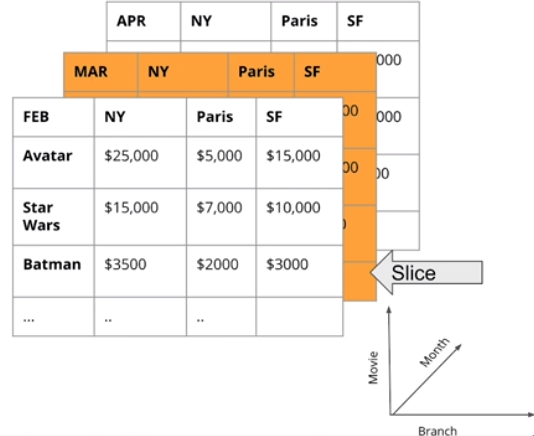 APR NY Paris SF
000
MAR NY Paris SF
00 000
FEB NY Paris SF
Avatar $25,000 $5,000 $15,000
00 00
Star Wars $15,000 $7,000 $10,000
Batman $3500 $2000 $3000
Slice
... .. ..
Month
Movie
Branch